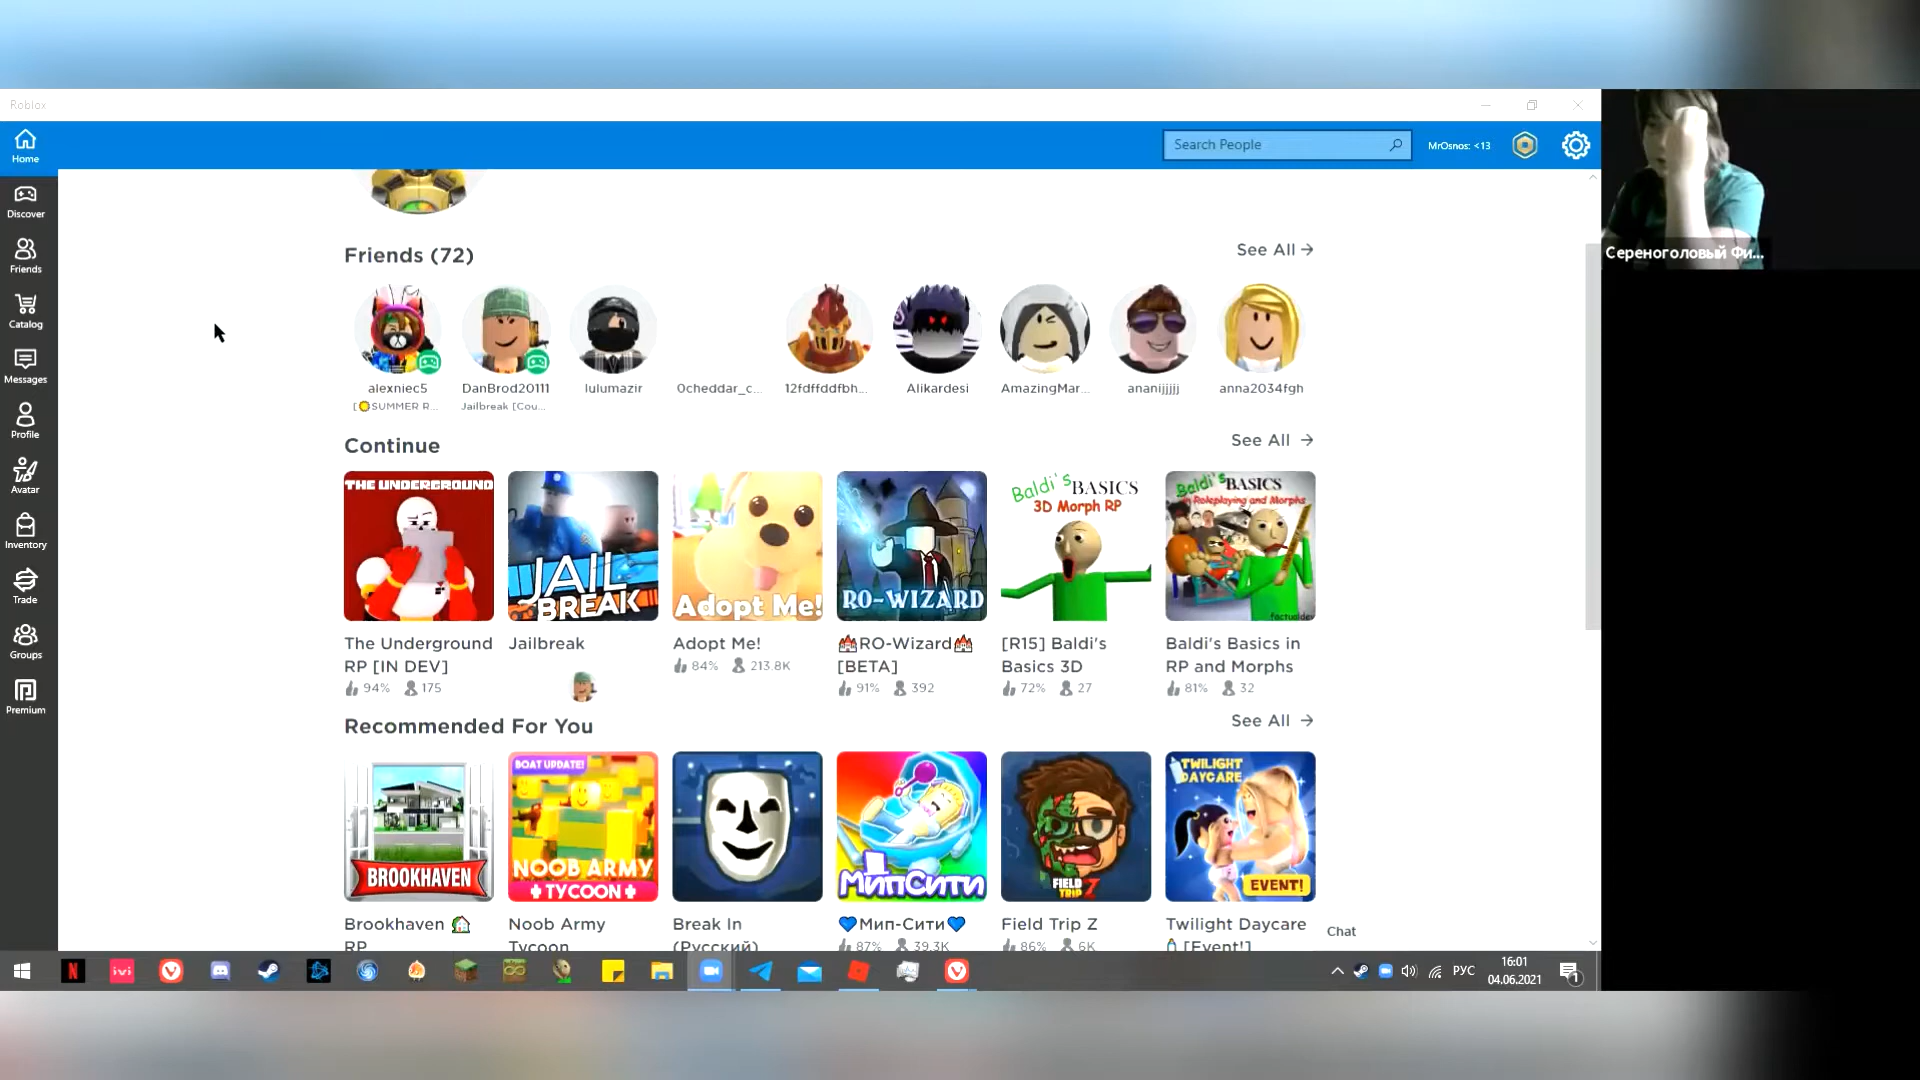 Roblox
Home
Search People
MrOsnos: <13
Discover
Friends
Catalog
Messages
Profile
Avatar
Inventory
Trade
Groups
Premium
Сереноголовый Фи...
Friends (72)
See All
alexniec5
[SUMMER R...
DanBrod20111
Jailbreak [Cou...
lulumazir
0cheddar_c...
12fdffddfbh...
Alikardesi
AmazingMar...
ananijjjjj
anna2034fgh
Continue
See All
THE UNDERGROUND
JAIL
BREAK
Adopt Me!
RO-WIZARD
Baldi's BASICS
3D Morph RP
Baldi's BASICS
in Roleplaying and Morphs
factualdev
The Underground
RP [IN DEV]
94% 175
Jailbreak
Adopt Me!
84% 213.8K
RO-Wizard
[BETA]
91% 392
[R15] Baldi's
Basics 3D
72% 27
Baldi's Basics in
RP and Morphs
81% 32
Recommended For You
See All
BROOKHAVEN
BOAT UPDATE!
NOOB ARMY
TYCOON
МипСити
FIELD
TRIP Z
TWILIGHT
DAYCARE
EVENT!
Brookhaven
RP
Noob Army
Tycoon
Break In
(Русский)
Мип-Сити
87% 39.3K
Field Trip Z
86% 6K
Twilight Daycare
[Event!]
Chat
ivi
РУС
16:01
04.06.2021
1